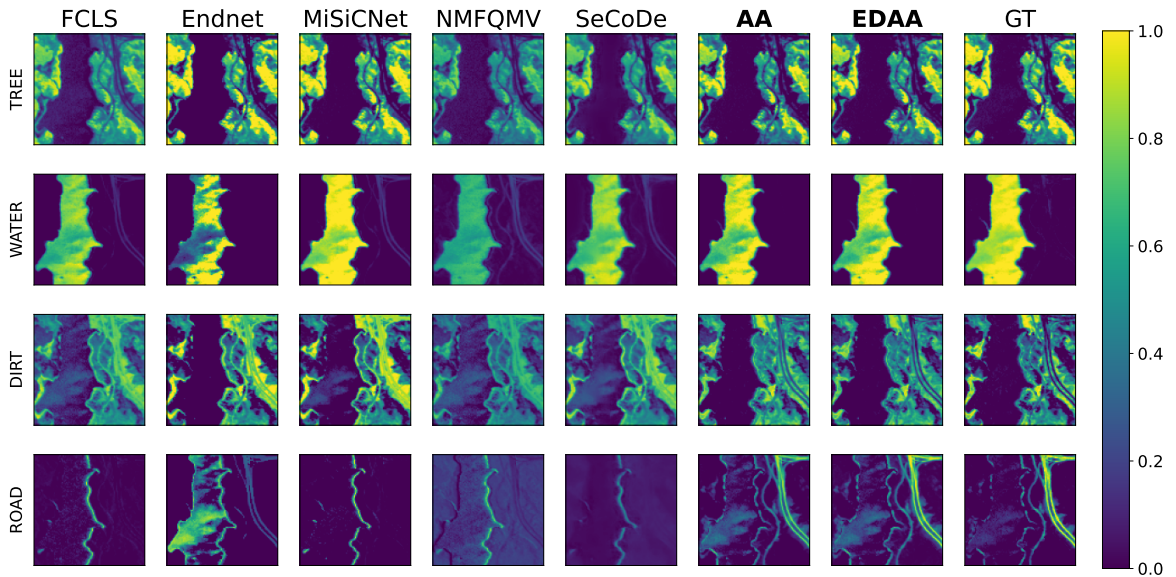 FCLS Endnet MiSiCNet NMFQMV SeCoDe AA EDAA GT
TREE
WATER
DIRT
ROAD
1.0
0.8
0.6
0.4
0.2
0.0